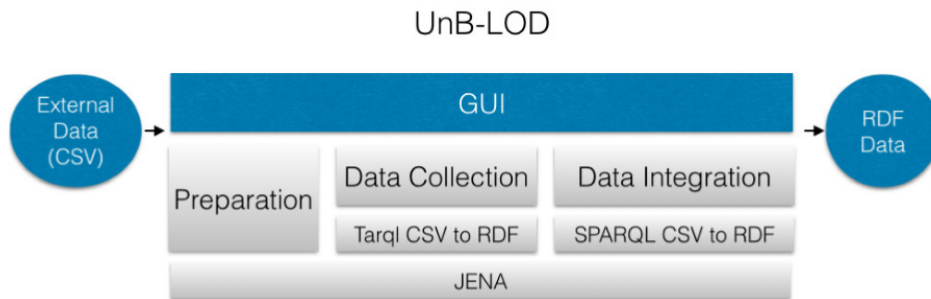 UnB-LOD
External
Data
(CSV)
GUI
RDF
Data
Preparation
Data Collection
Data Integration
Tarql CSV to RDF
SPARQL CSV to RDF
JENA